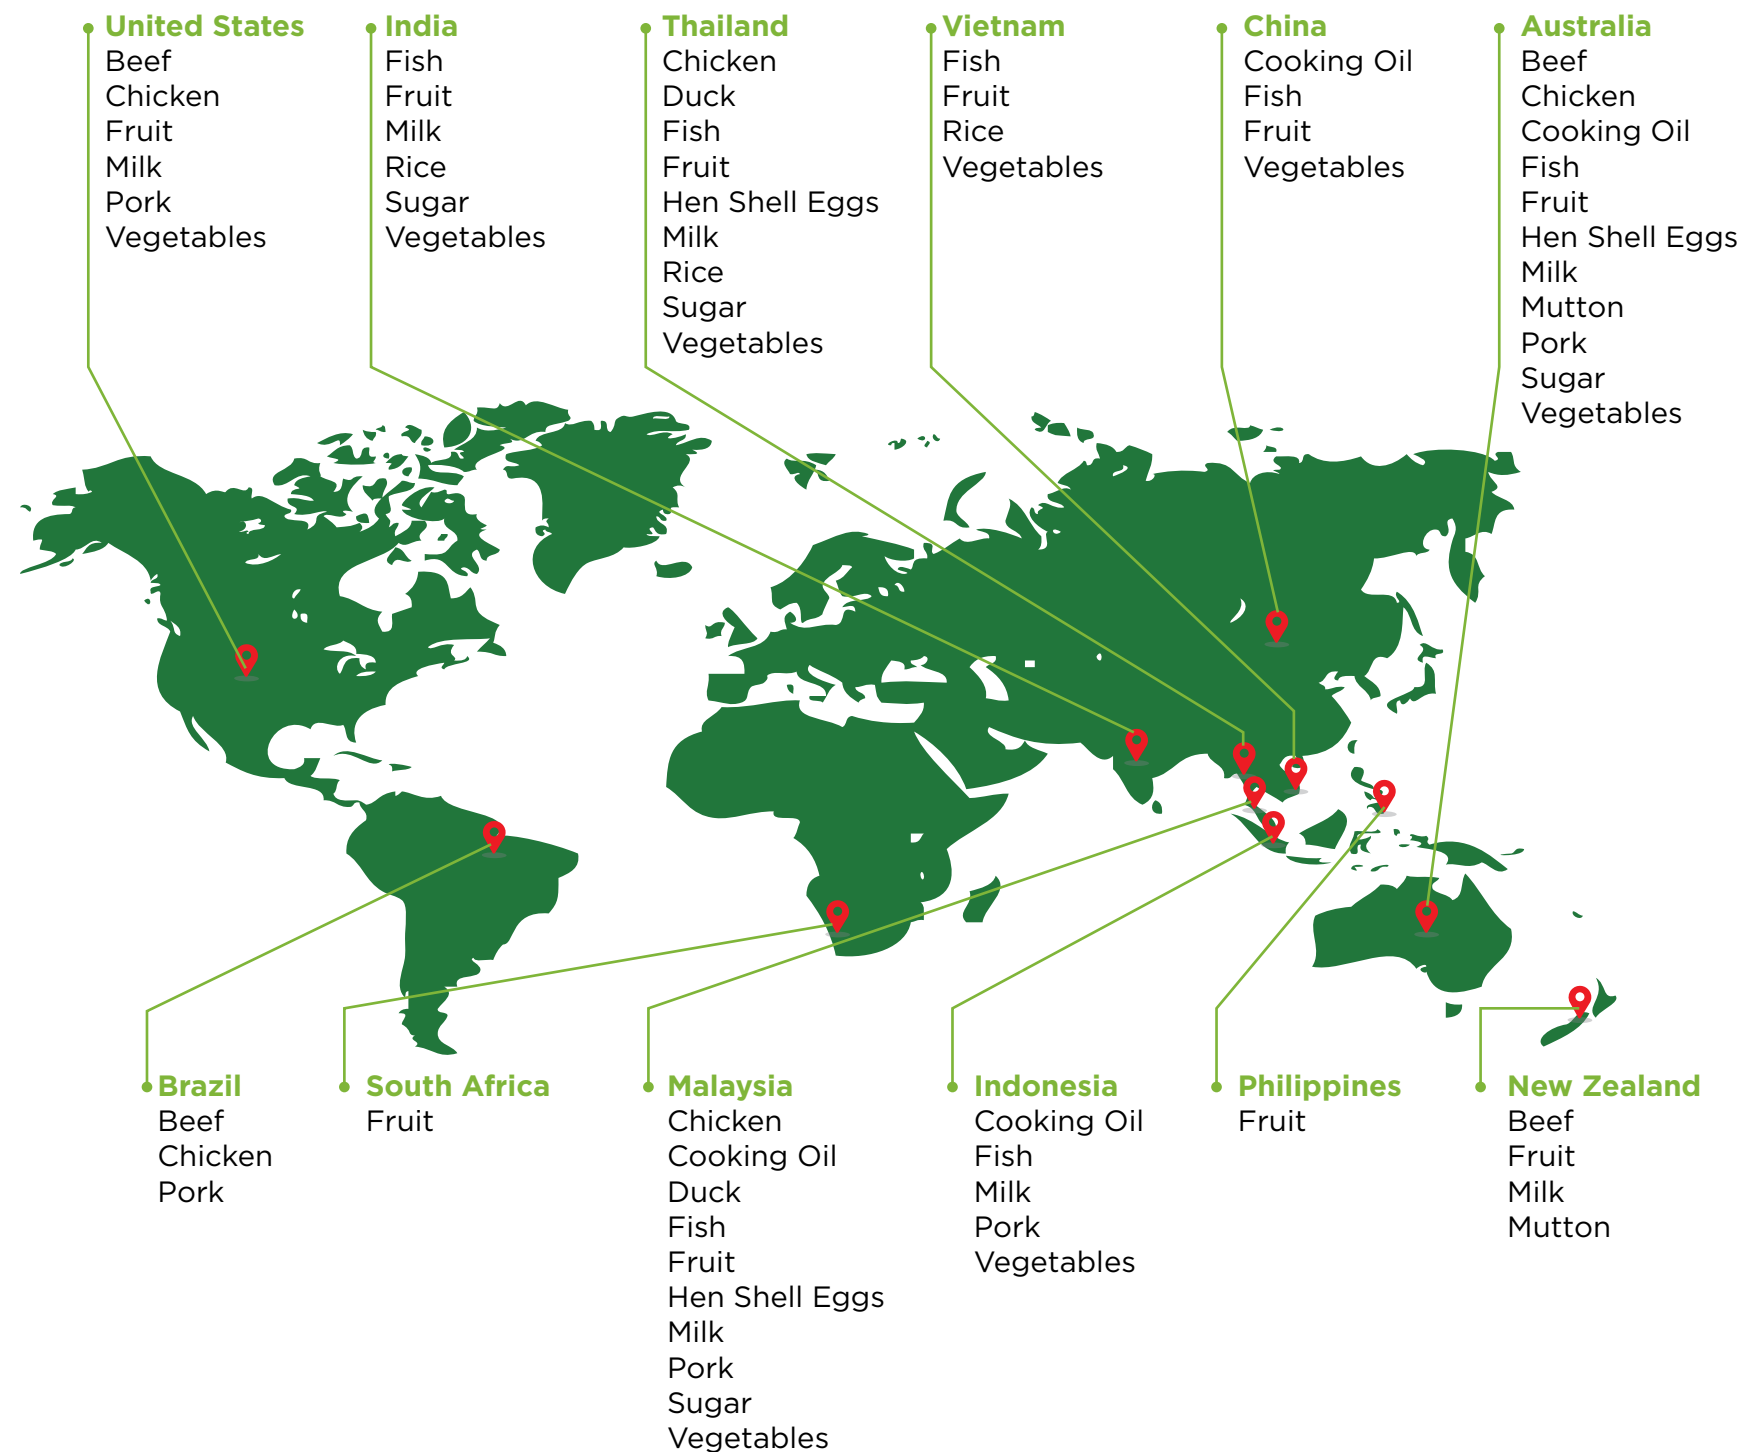 United States
Beef
Chicken
Fruit
Milk
Pork
Vegetables
India
Fish
Fruit
Milk
Rice
Sugar
Vegetables
Thailand
Chicken
Duck
Fish
Fruit
Hen Shell Eggs
Milk
Rice
Sugar
Vegetables
Vietnam
Fish
Fruit
Rice
Vegetables
China
Cooking Oil
Fish
Fruit
Vegetables
Australia
Beef
Chicken
Cooking Oil
Fish
Fruit
Hen Shell Eggs
Milk
Mutton
Pork
Sugar
Vegetables
Brazil
Beef
Chicken
Pork
South Africa
Fruit
Malaysia
Chicken
Cooking Oil
Duck
Fish
Fruit
Hen Shell Eggs
Milk
Pork
Sugar
Vegetables
Indonesia
Cooking Oil
Fish
Milk
Pork
Vegetables
Philippines
Fruit
New Zealand
Beef
Fruit
Milk
Mutton